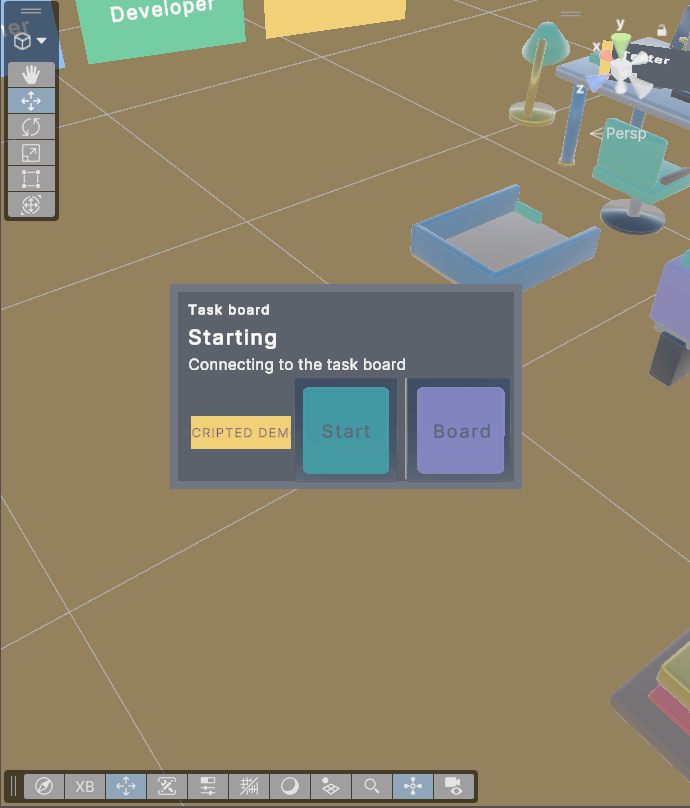 Developer
y
x
z
Persp
Task board
Starting
Connecting to the task board
CRIPTED DEM
Start
Board
XB